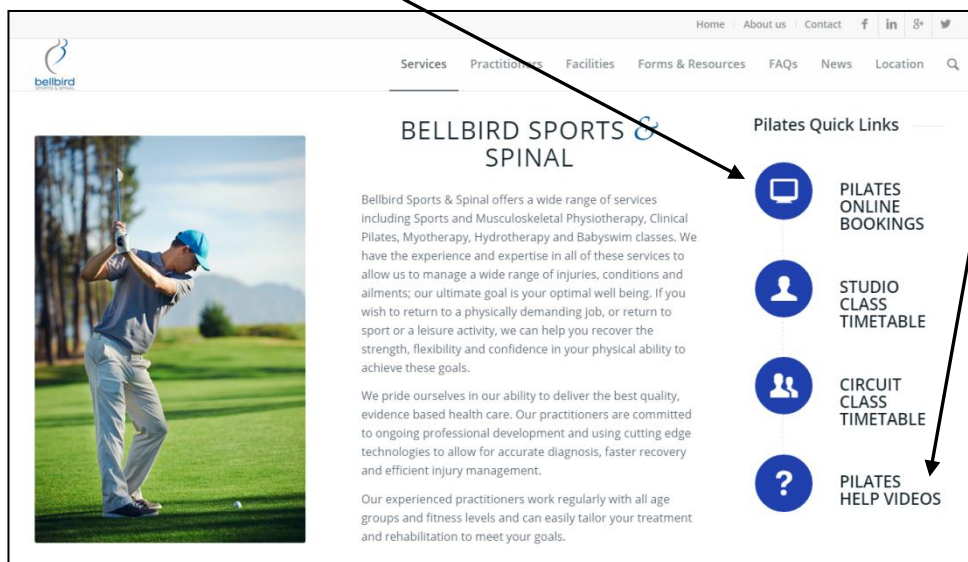 Home About us Contact f in 8+
bellbird
SPORTS & SPINAL
Services Practitioners Facilities Forms & Resources FAQs News Location
BELLBIRD SPORTS &
SPINAL
Bellbird Sports & Spinal offers a wide range of services
including Sports and Musculoskeletal Physiotherapy, Clinical
Pilates, Myotherapy, Hydrotherapy and Babyswim classes. We
have the experience and expertise in all of these services to
allow us to manage a wide range of injuries, conditions and
ailments; our ultimate goal is your optimal well being. If you
wish to return to a physically demanding job, or return to
sport or a leisure activity, we can help you recover the
strength, flexibility and confidence in your physical ability to
achieve these goals.
We pride ourselves in our ability to deliver the best quality,
evidence based health care. Our practitioners are committed
to ongoing professional development and using cutting edge
technologies to allow for accurate diagnosis, faster recovery
and efficient injury management.
Our experienced practitioners work regularly with all age
groups and fitness levels and can easily tailor your treatment
and rehabilitation to meet your goals.
Pilates Quick Links
PILATES
ONLINE
BOOKINGS
STUDIO
CLASS
TIMETABLE
CIRCUIT
CLASS
TIMETABLE
?
PILATES
HELP VIDEOS